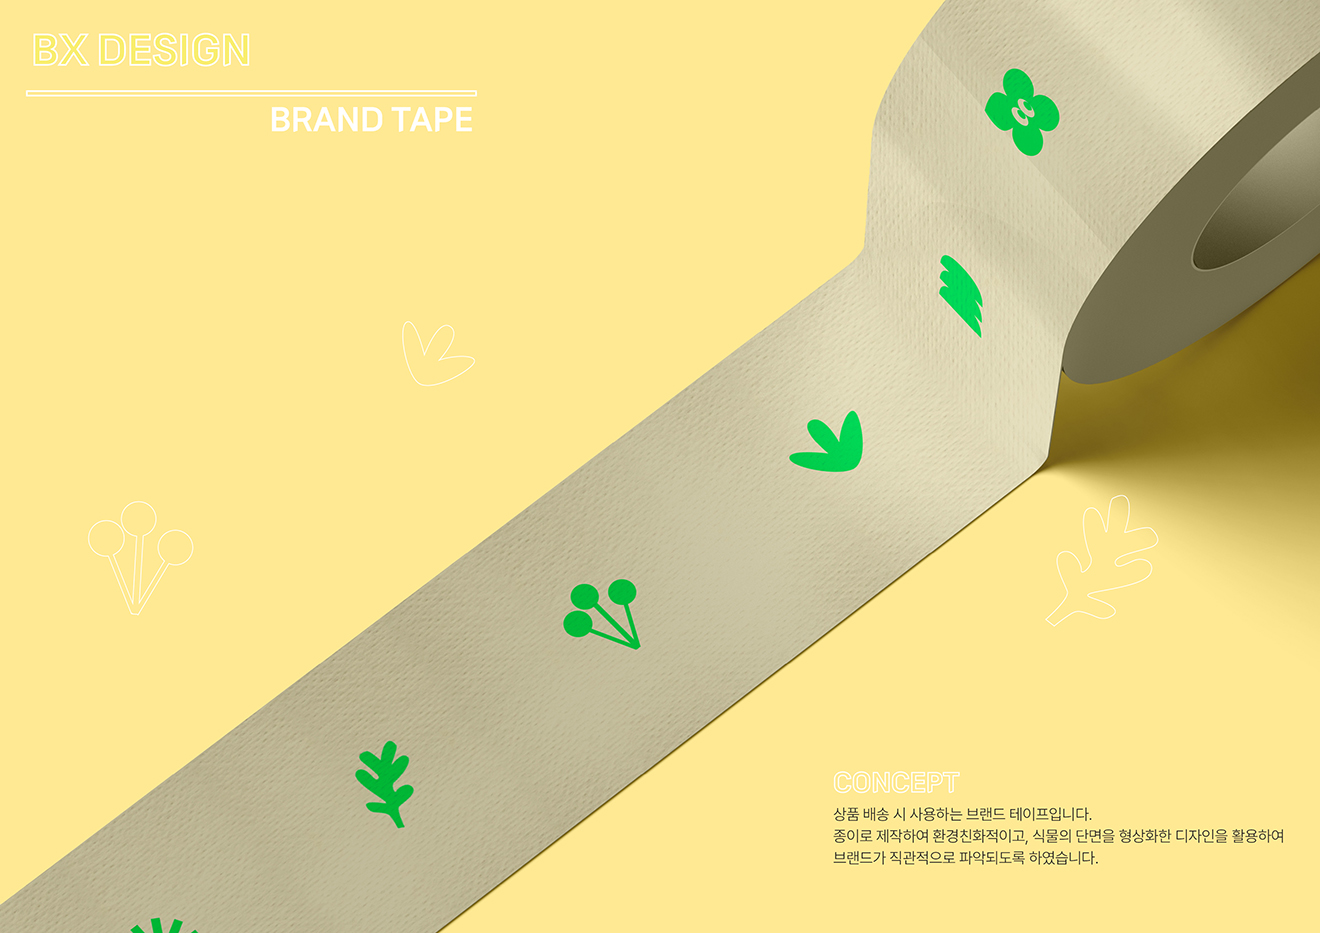 BX DESIGN
BRAND TAPE
CONCEPT
상품 배송 시 사용하는 브랜드 테이프입니다.
종이로 제작하여 환경친화적이고, 식물의 단면을 형상화한 디자인을 활용하여
브랜드가 직관적으로 파악되도록 하였습니다.